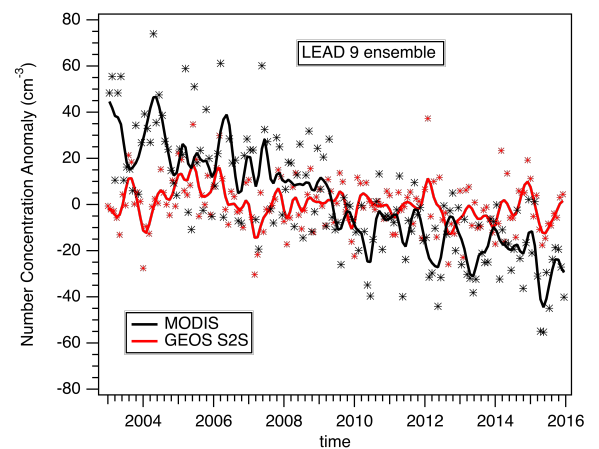 80
60
40
20
0
-20
-40
-60
-80
Number Concentration Anomaly (cm-3)
LEAD 9 ensemble
MODIS
GEOS S2S
2004 2006 2008 2010 2012 2014 2016
time